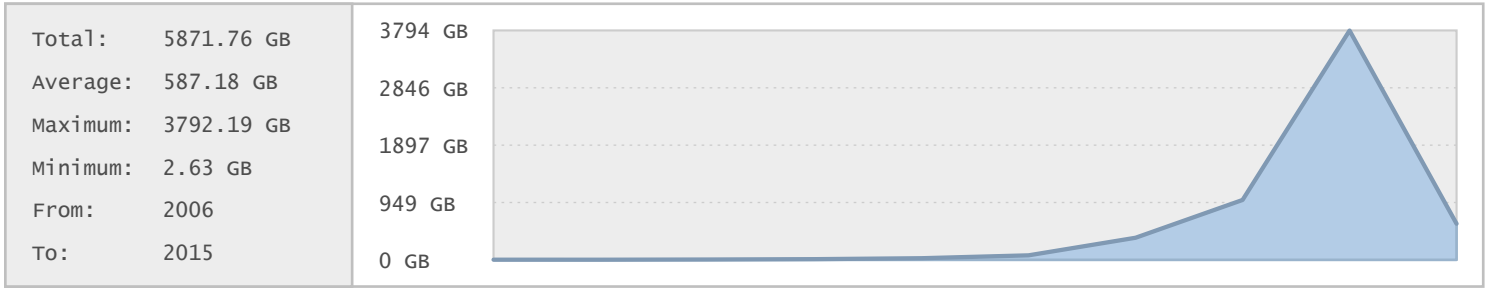 Total: 5871.76 GB
Average: 587.18 GB
Maximum: 3792.19 GB
Minimum: 2.63 GB
From: 2006
To: 2015
3794 GB
2846 GB
1897 GB
949 GB
0 GB